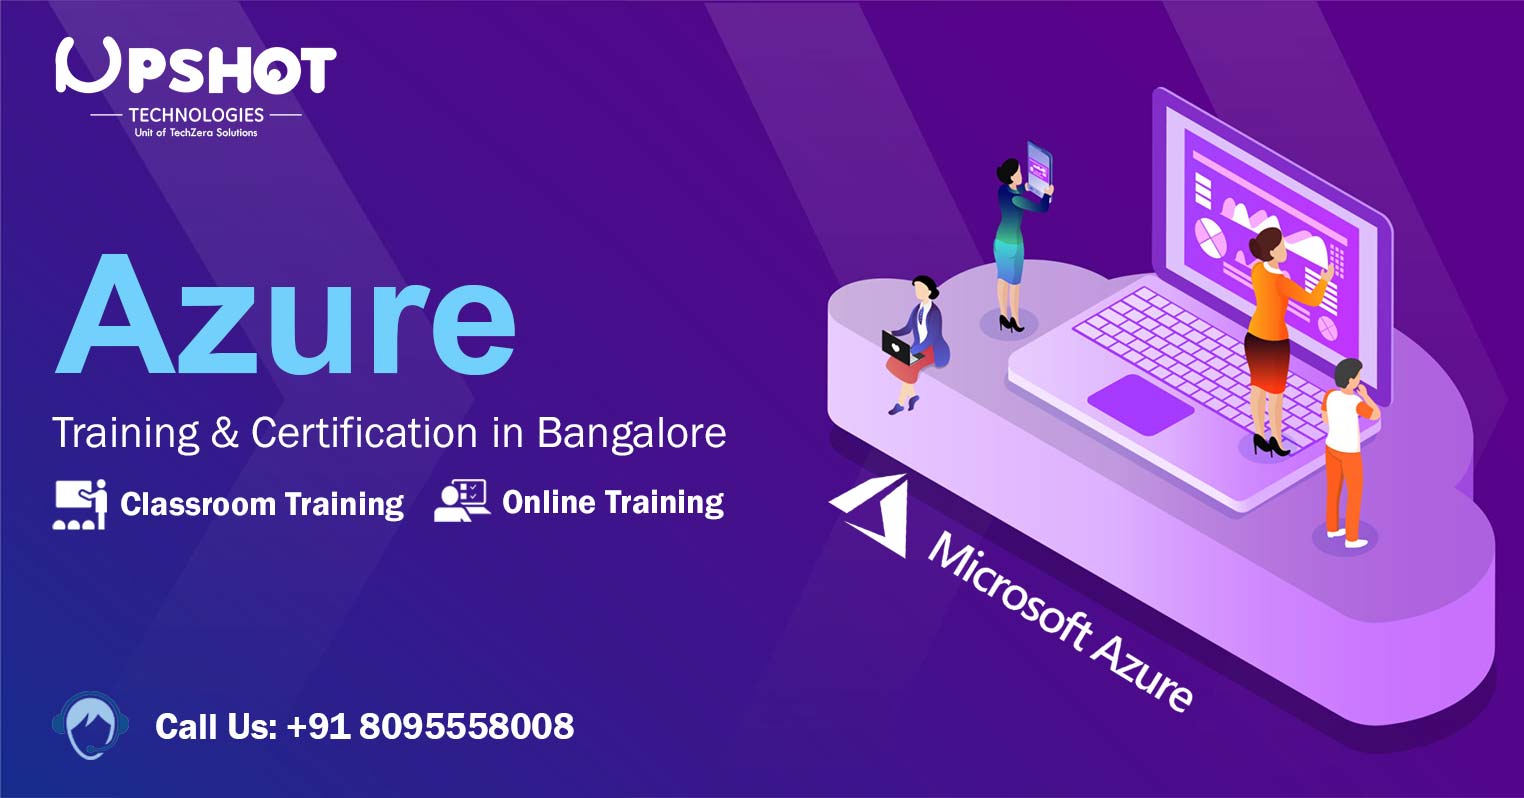 UPSHOT
TECHNOLOGIES
Unit of TechZera Solutions
Azure
Training & Certification in Bangalore
Classroom Training
Online Training
Microsoft Azure
Call Us: +91 8095558008